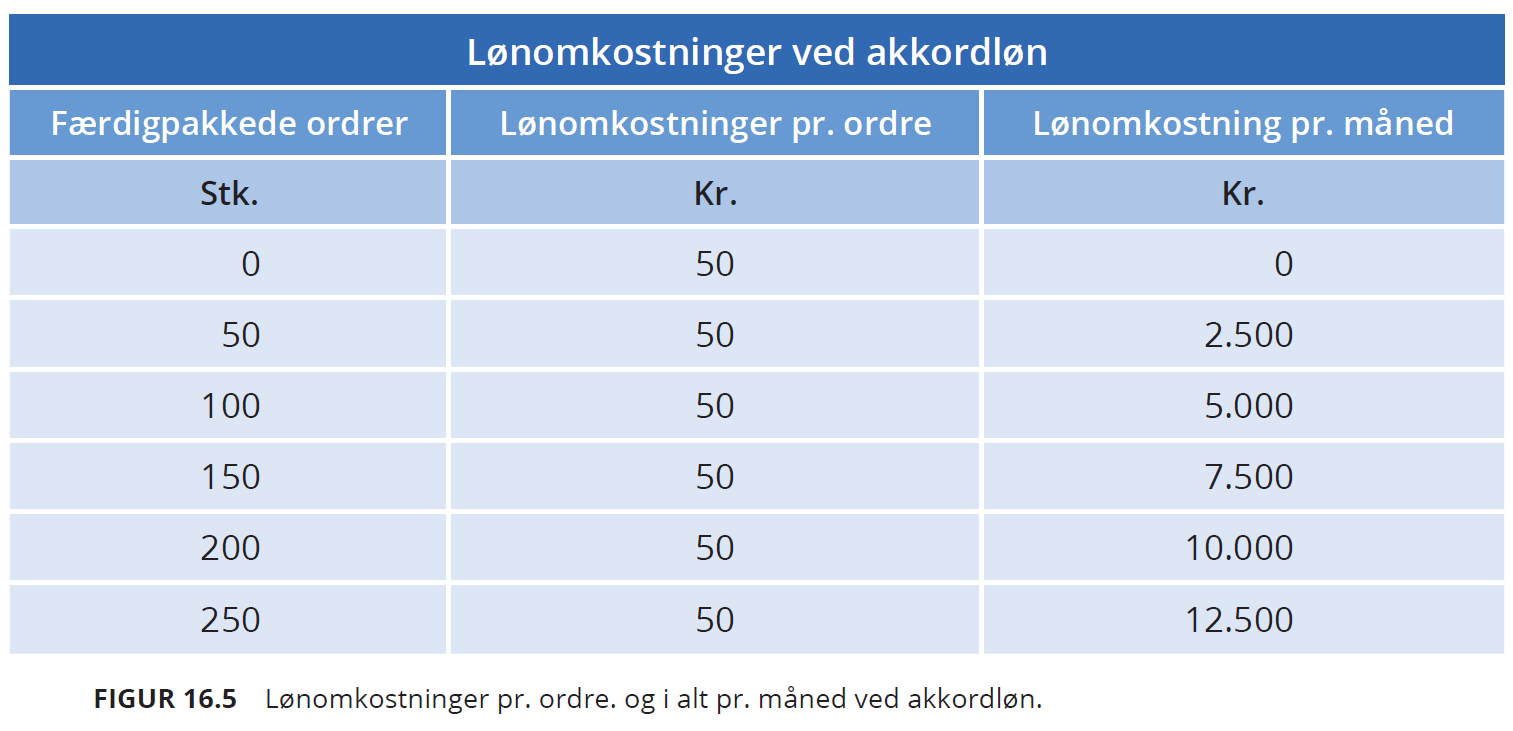 Lønomkostninger ved akkordløn
Færdigpakkede ordrer Lønomkostninger pr. ordre Lønomkostning pr. måned
Stk. Kr. Kr.
0 50 0
50 50 2.500
100 50 5.000
150 50 7.500
200 50 10.000
250 50 12.500
FIGUR 16.5 Lønomkostninger pr. ordre. og i alt pr. måned ved akkordløn.